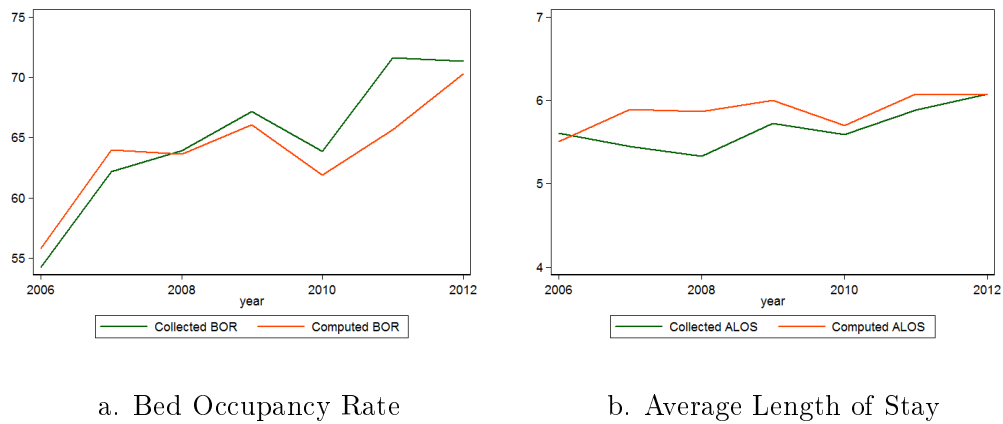 75
70
65
60
55
2006
2008
2010
2012
year
Collected BOR
Computed BOR
a. Bed Occupancy Rate
7
6
5
4
2006
2008
2010
2012
year
Collected ALOS
Computed ALOS
b. Average Length of Stay